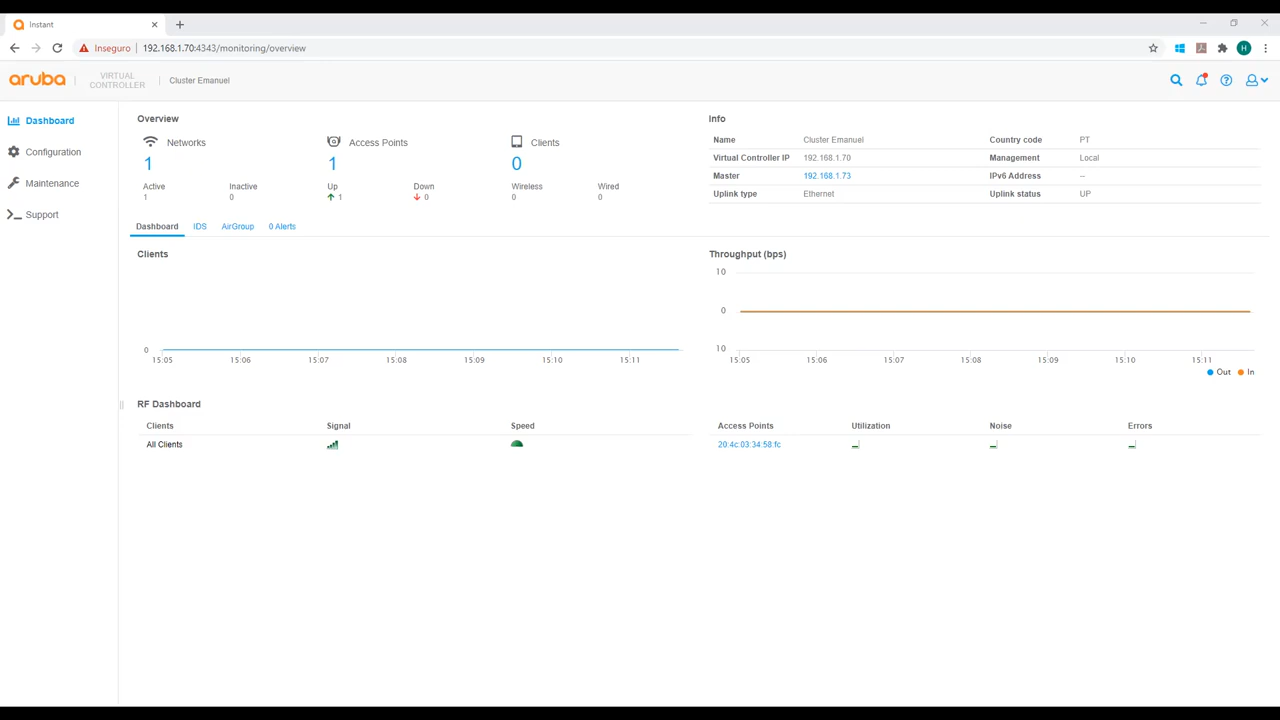 Instant
Inseguro 192.168.1.70:4343/monitoring/overview
H
aruba VIRTUAL CONTROLLER Cluster Emanuel
Dashboard
Configuration
Maintenance
Support
Overview
Networks Access Points Clients
1 1 0
Active Inactive Up Down Wireless Wired
1 0 1 0 0 0
Info
Name Cluster Emanuel Country code PT
Virtual Controller IP 192.168.1.70 Management Local
Master 192.168.1.73 IPv6 Address --
Uplink type Ethernet Uplink status UP
Dashboard IDS AirGroup 0 Alerts
Clients
0
15:05 15:06 15:07 15:08 15:09 15:10 15:11
Throughput (bps)
10
0
10
15:05 15:06 15:07 15:08 15:09 15:10 15:11
Out In
RF Dashboard
Clients Signal Speed
All Clients
Access Points Utilization Noise Errors
20:4c:03:34:58:fc